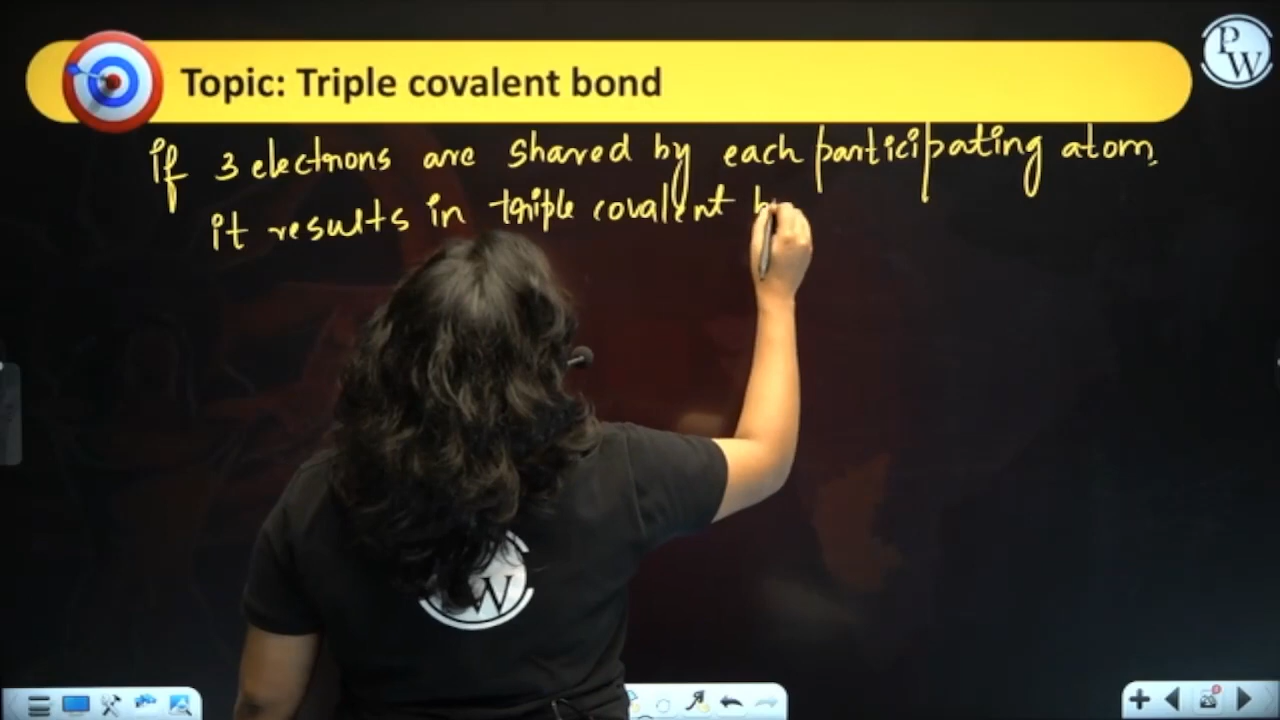 Topic: Triple covalent bond
PW
If 3 electrons are shared by each participating atom,
it results in triple covalent
W